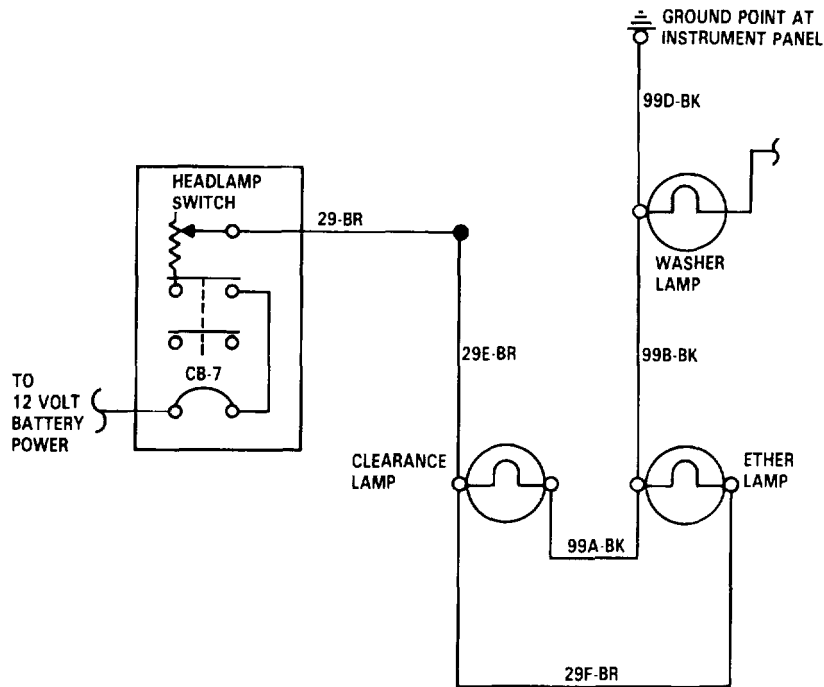 GROUND POINT AT
INSTRUMENT PANEL
99D-BK
HEADLAMP
SWITCH
29-BR
WASHER
LAMP
29E-BR
99B-BK
CB-7
TO
12 VOLT
BATTERY
POWER
CLEARANCE
LAMP
ETHER
LAMP
99A-BK
29F-BR